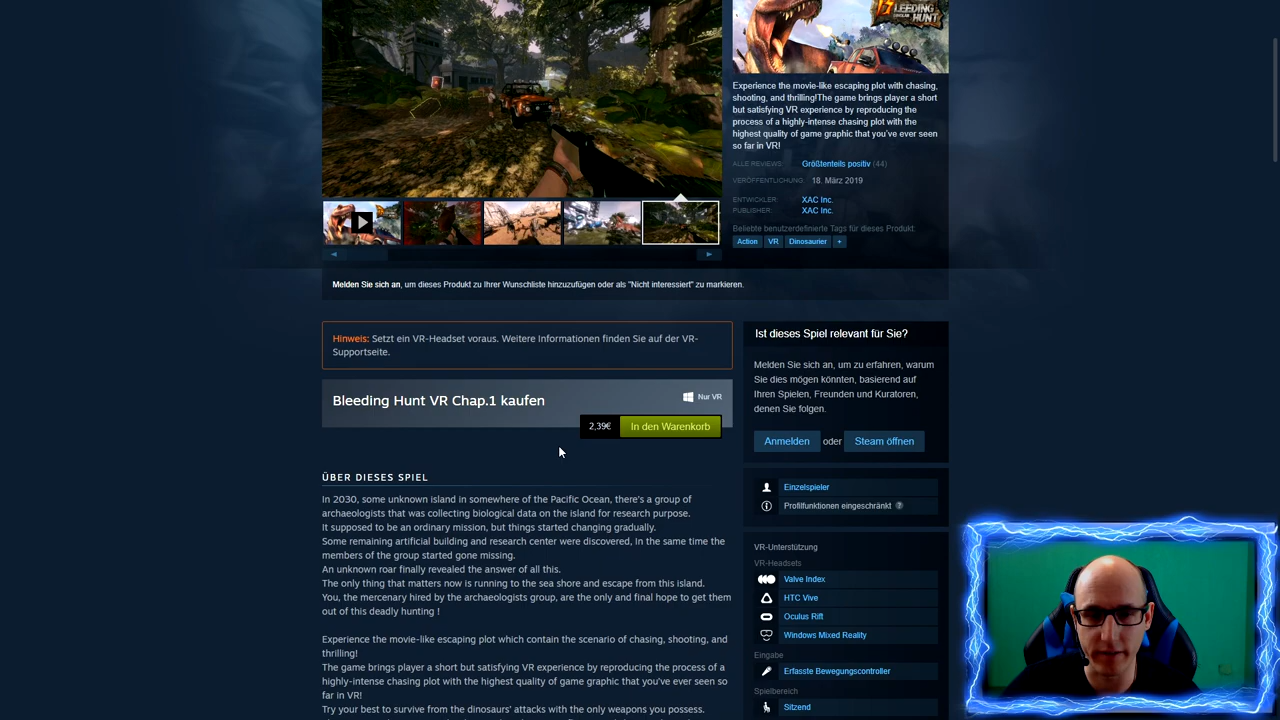 BLEEDING
HUNT
Experience the movie-like escaping plot with chasing,
shooting, and thrilling!The game brings player a short
but satisfying VR experience by reproducing the
process of a highly-intense chasing plot with the
highest quality of game graphic that you've ever seen
so far in VR!
ALLE REVIEWS: Größtenteils positiv (44)
VERÖFFENTLICHUNG: 18. März 2019
ENTWICKLER: XAC Inc.
PUBLISHER: XAC Inc.
Beliebte benutzerdefinierte Tags für dieses Produkt:
Action VR Dinosaurier +
Melden Sie sich an, um dieses Produkt zu Ihrer Wunschliste hinzuzufügen oder als "Nicht interessiert" zu markieren.
Hinweis: Setzt ein VR-Headset voraus. Weitere Informationen finden Sie auf der VR-
Supportseite.
Bleeding Hunt VR Chap.1 kaufen
Nur VR
2,39€ In den Warenkorb
ÜBER DIESES SPIEL
In 2030, some unknown island in somewhere of the Pacific Ocean, there's a group of
archaeologists that was collecting biological data on the island for research purpose.
It supposed to be an ordinary mission, but things started changing gradually.
Some remaining artificial building and research center were discovered, in the same time the
members of the group started gone missing.
An unknown roar finally revealed the answer of all this.
The only thing that matters now is running to the sea shore and escape from this island.
You, the mercenary hired by the archaeologists group, are the only and final hope to get them
out of this deadly hunting !
Experience the movie-like escaping plot which contain the scenario of chasing, shooting, and
thrilling!
The game brings player a short but satisfying VR experience by reproducing the process of a
highly-intense chasing plot with the highest quality of game graphic that you've ever seen so
far in VR!
Try your best to survive from the dinosaurs' attacks with the only weapons you possess.
Ist dieses Spiel relevant für Sie?
Melden Sie sich an, um zu erfahren, warum
Sie dies mögen könnten, basierend auf
Ihren Spielen, Freunden und Kuratoren,
denen Sie folgen.
Anmelden oder Steam öffnen
Einzelspieler
Profilfunktionen eingeschränkt ?
VR-Unterstützung
VR-Headsets
Valve Index
HTC Vive
Oculus Rift
Windows Mixed Reality
Eingabe
Erfasste Bewegungscontroller
Spielbereich
Sitzend